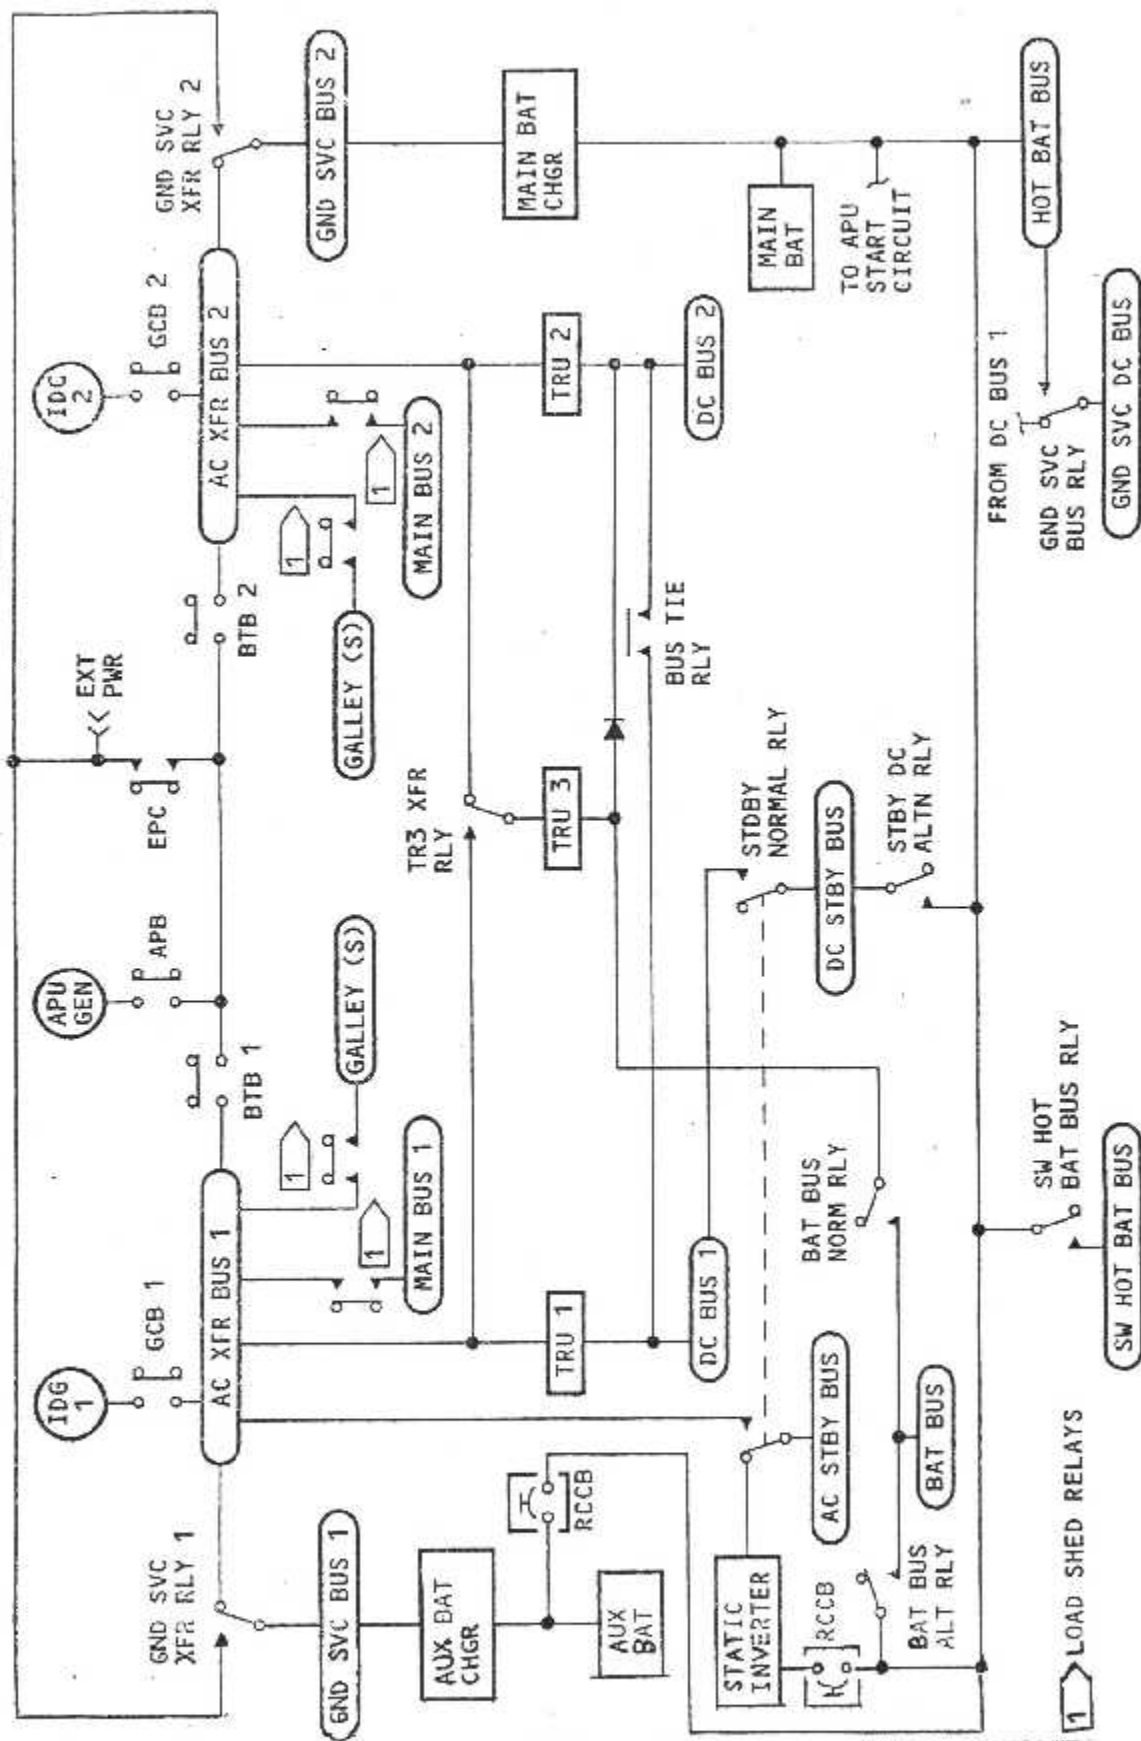 GND SVC
XFR RLY 1
IDG
1
GCB 1
AC XFR BUS 1
BTB 1
APU
GEN
APB
EPC
EXT
PWR
BTB 2
IDC
2
GCB 2
AC XFR BUS 2
GND SVC
XFR RLY 2
GND SVC BUS 1
1
1
MAIN BUS 1
GALLEY (S)
GALLEY (S)
1
1
MAIN BUS 2
GND SVC BUS 2
AUX BAT
CHGR
RCCB
AUX
BAT
TRU 1
TR3 XFR
RLY
TRU 3
TRU 2
BUS TIE
RLY
MAIN BAT
CHGR
DC BUS 1
DC BUS 2
MAIN
BAT
STATIC
INVERTER
AC STBY BUS
BAT BUS
NORM RLY
STDBY
NORMAL RLY
DC STBY BUS
TO APU
START
CIRCUIT
RCCB
BAT BUS
ALT RLY
BAT BUS
STBY DC
ALTN RLY
FROM DC BUS 1
GND SVC
BUS RLY
HOT BAT BUS
SW HOT
BAT BUS RLY
SW HOT BAT BUS
GND SVC DC BUS
1 LOAD SHED RELAYS